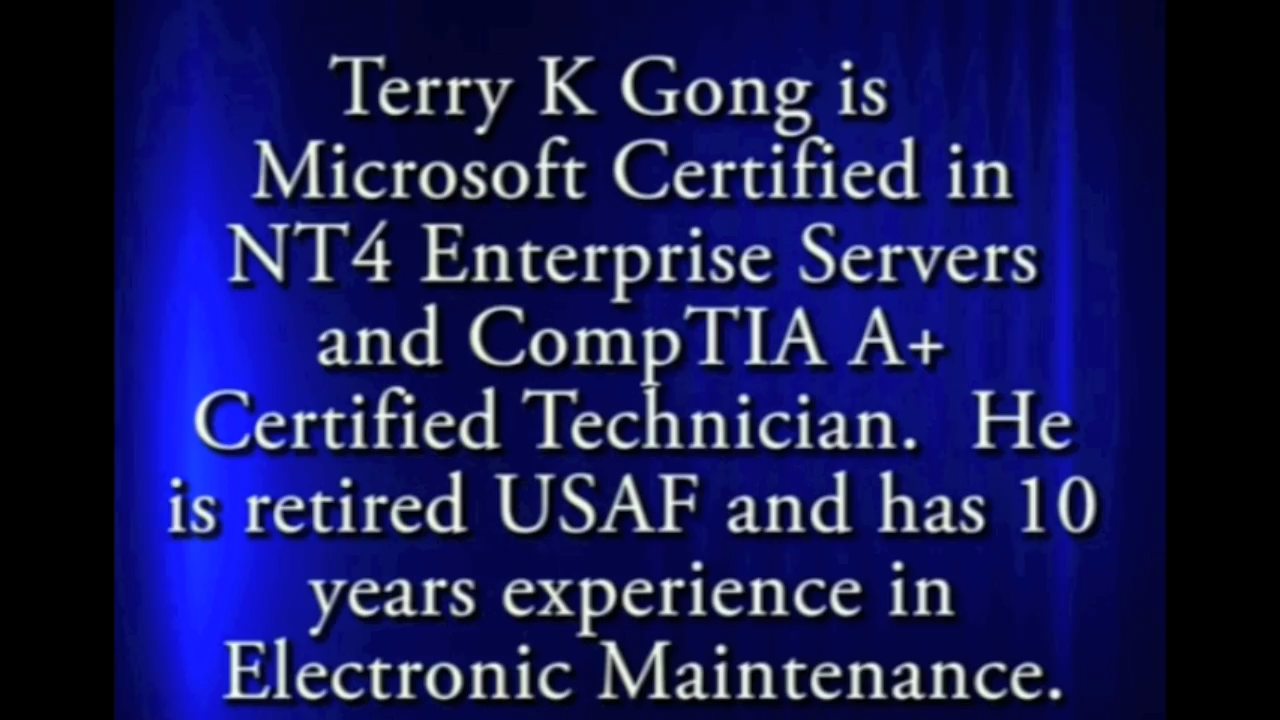 Terry K Gong is
Microsoft Certified in
NT4 Enterprise Servers
and CompTIA A+
Certified Technician.  He
is retired USAF and has 10
years experience in
Electronic Maintenance.